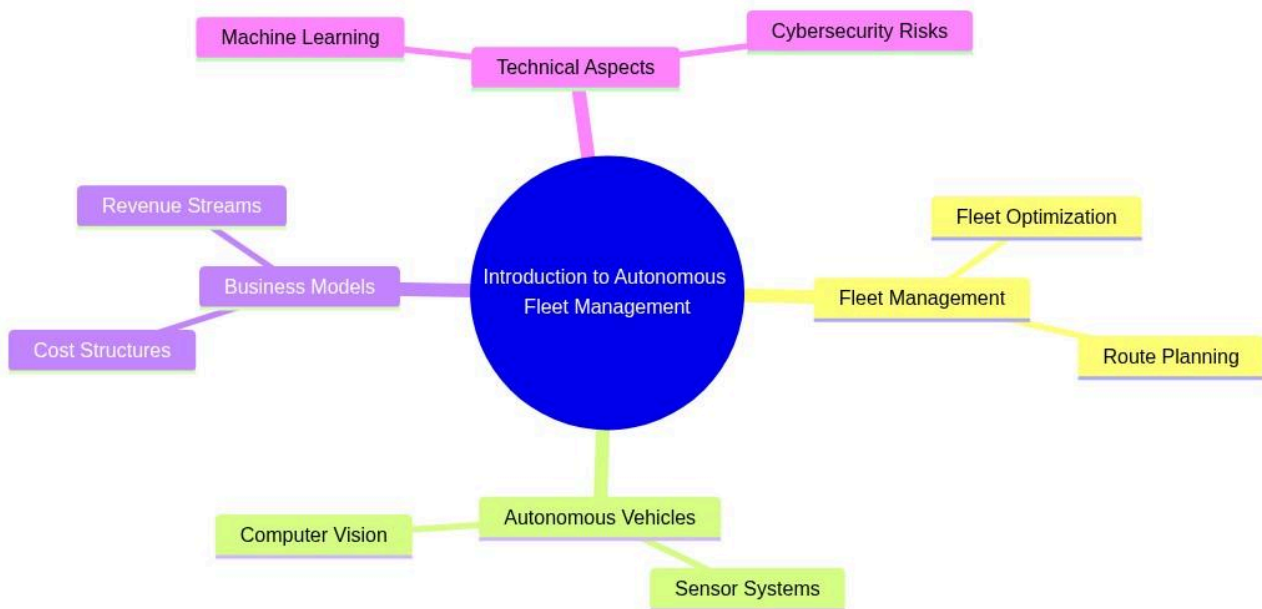 Machine Learning
Cybersecurity Risks
Technical Aspects
Revenue Streams
Business Models
Cost Structures
Introduction to Autonomous
Fleet Management
Fleet Optimization
Fleet Management
Route Planning
Autonomous Vehicles
Computer Vision
Sensor Systems